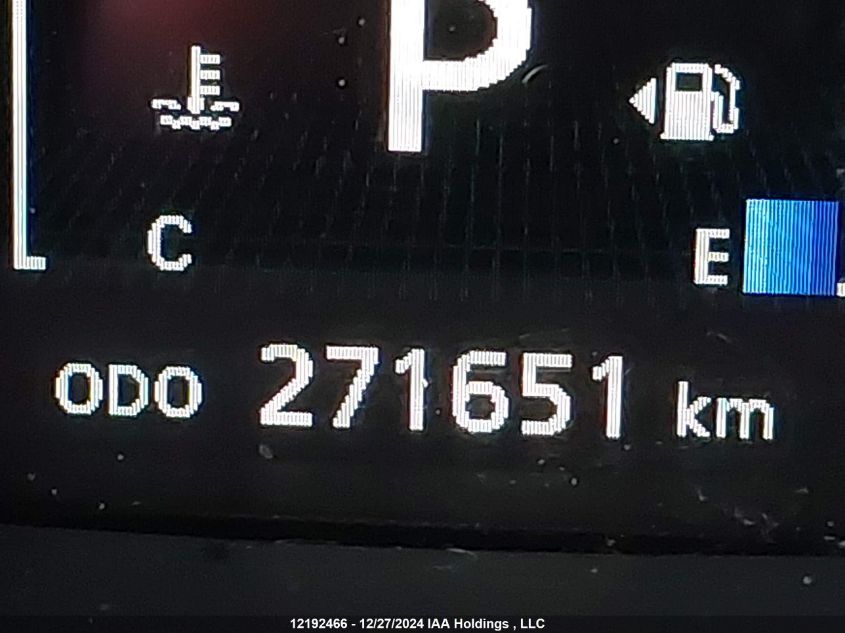 P
C E
ODO 271651 km
12192466 - 12/27/2024 IAA Holdings , LLC